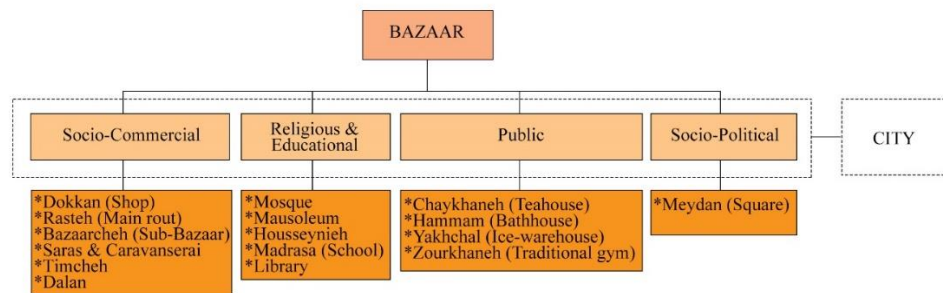 BAZAAR
Socio-Commercial
Religious &
Educational
Public
Socio-Political
CITY
*Dokkan (Shop)
*Rasteh (Main rout)
*Bazaarcheh (Sub-Bazaar)
*Saras & Caravanserai
*Timcheh
*Dalan
*Mosque
*Mausoleum
*Housseynieh
*Madrasa (School)
*Library
*Chaykhaneh (Teahouse)
*Hammam (Bathhouse)
*Yakhchal (Ice-warehouse)
*Zourkhaneh (Traditional gym)
*Meydan (Square)